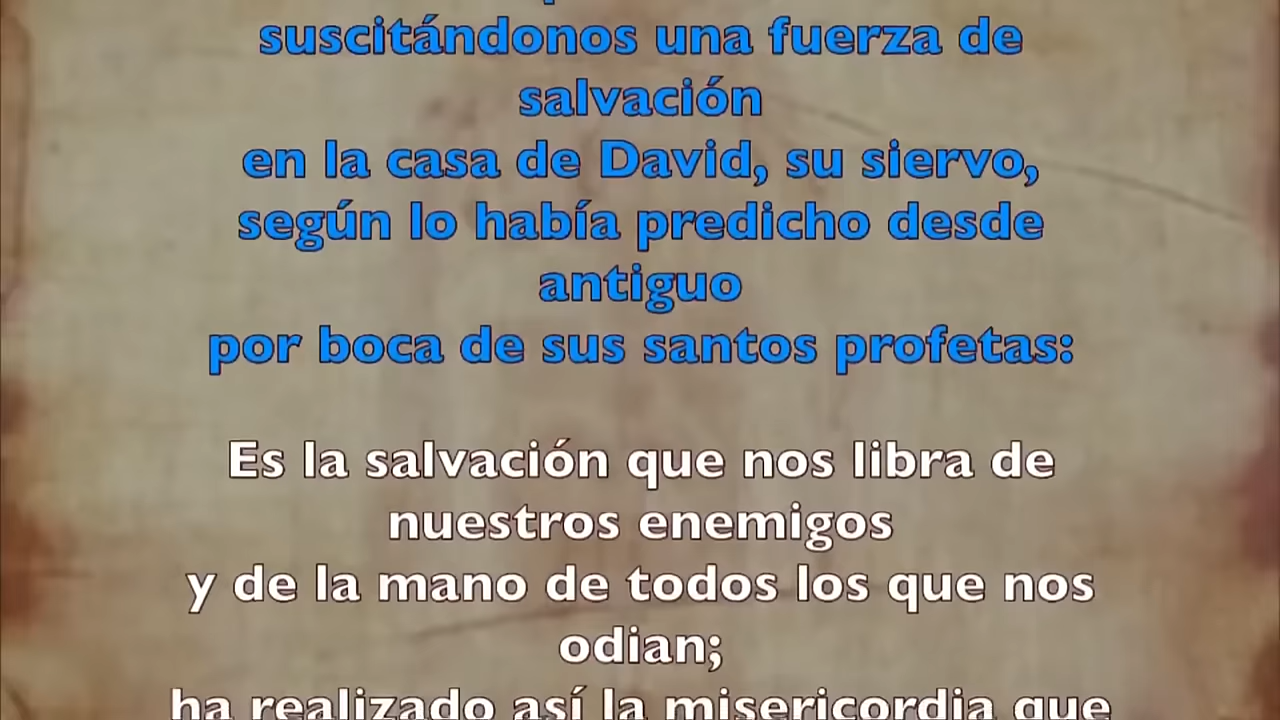 suscitándonos una fuerza de
salvación
en la casa de David, su siervo,
según lo había predicho desde
antiguo
por boca de sus santos profetas:
Es la salvación que nos libra de
nuestros enemigos
y de la mano de todos los que nos
odian;
ha realizado así la misericordia que